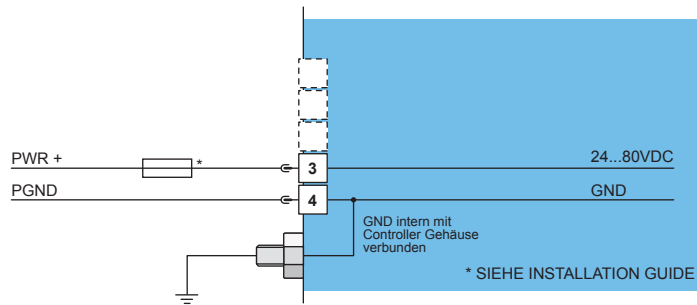 PWR +
*
3
24...80VDC
PGND
4
GND
GND intern mit
Controller Gehäuse
verbunden
* SIEHE INSTALLATION GUIDE